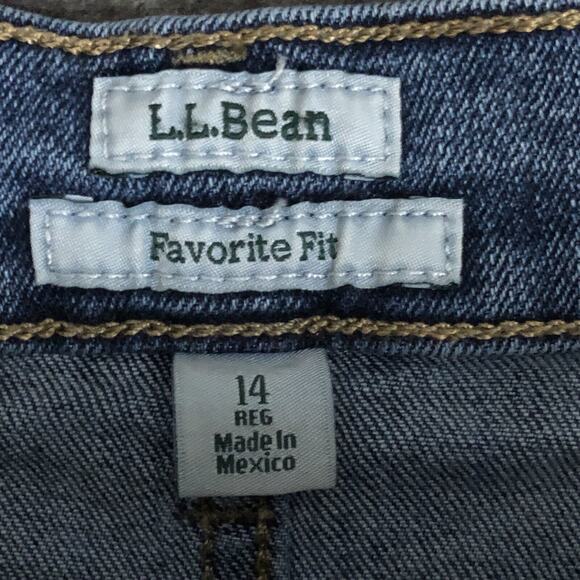 L.L.Bean
Favorite Fit
14
REG
Made In
Mexico